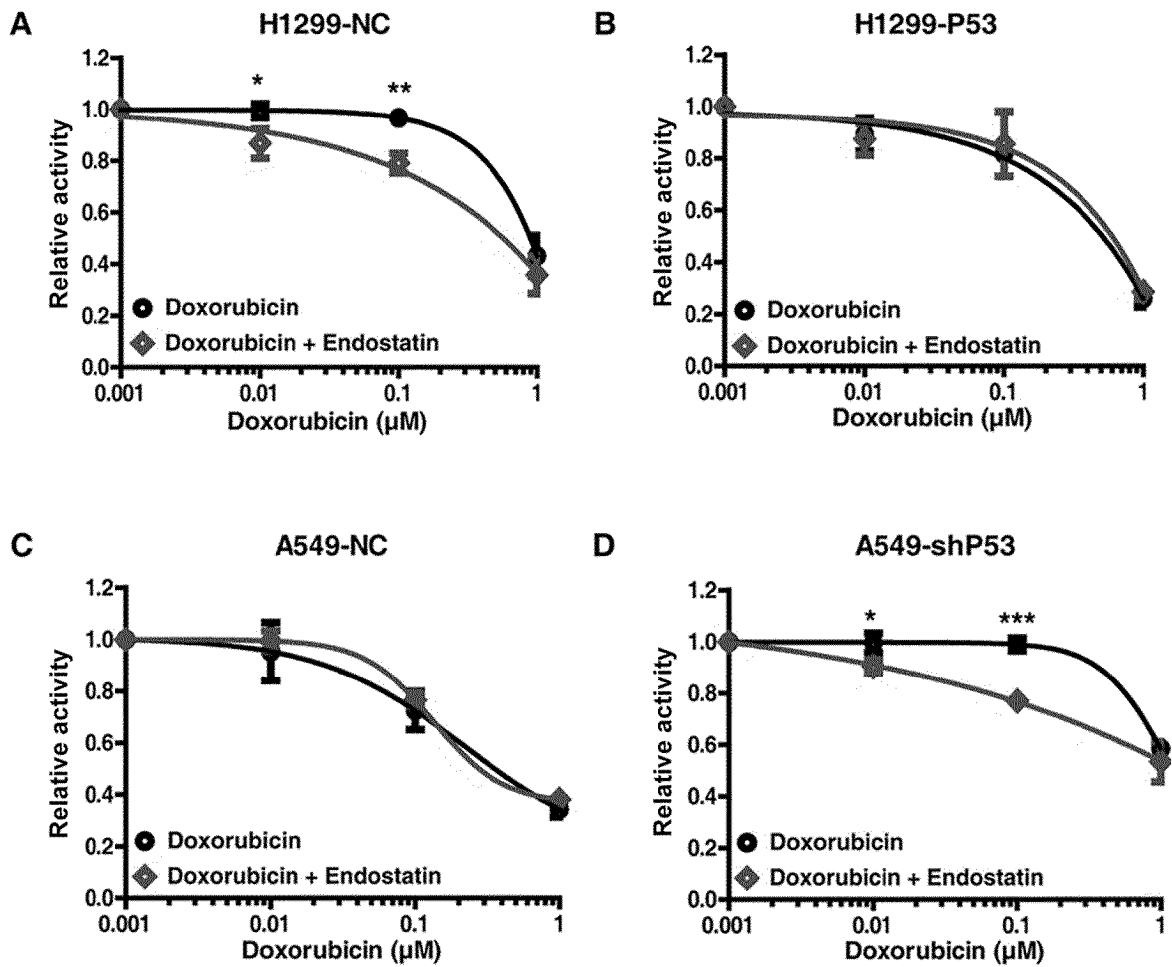 A
H1299-NC
Relative activity
1.2
1.0
0.8
0.6
0.4
0.2
0.0
*
**
Doxorubicin
Doxorubicin + Endostatin
0.001
0.01
0.1
1
Doxorubicin (µM)
B
H1299-P53
Relative activity
1.2
1.0
0.8
0.6
0.4
0.2
0.0
Doxorubicin
Doxorubicin + Endostatin
0.001
0.01
0.1
1
Doxorubicin (µM)
C
A549-NC
Relative activity
1.2
1.0
0.8
0.6
0.4
0.2
0.0
Doxorubicin
Doxorubicin + Endostatin
0.001
0.01
0.1
1
Doxorubicin (µM)
D
A549-shP53
Relative activity
1.2
1.0
0.8
0.6
0.4
0.2
0.0
*
***
Doxorubicin
Doxorubicin + Endostatin
0.001
0.01
0.1
1
Doxorubicin (µM)